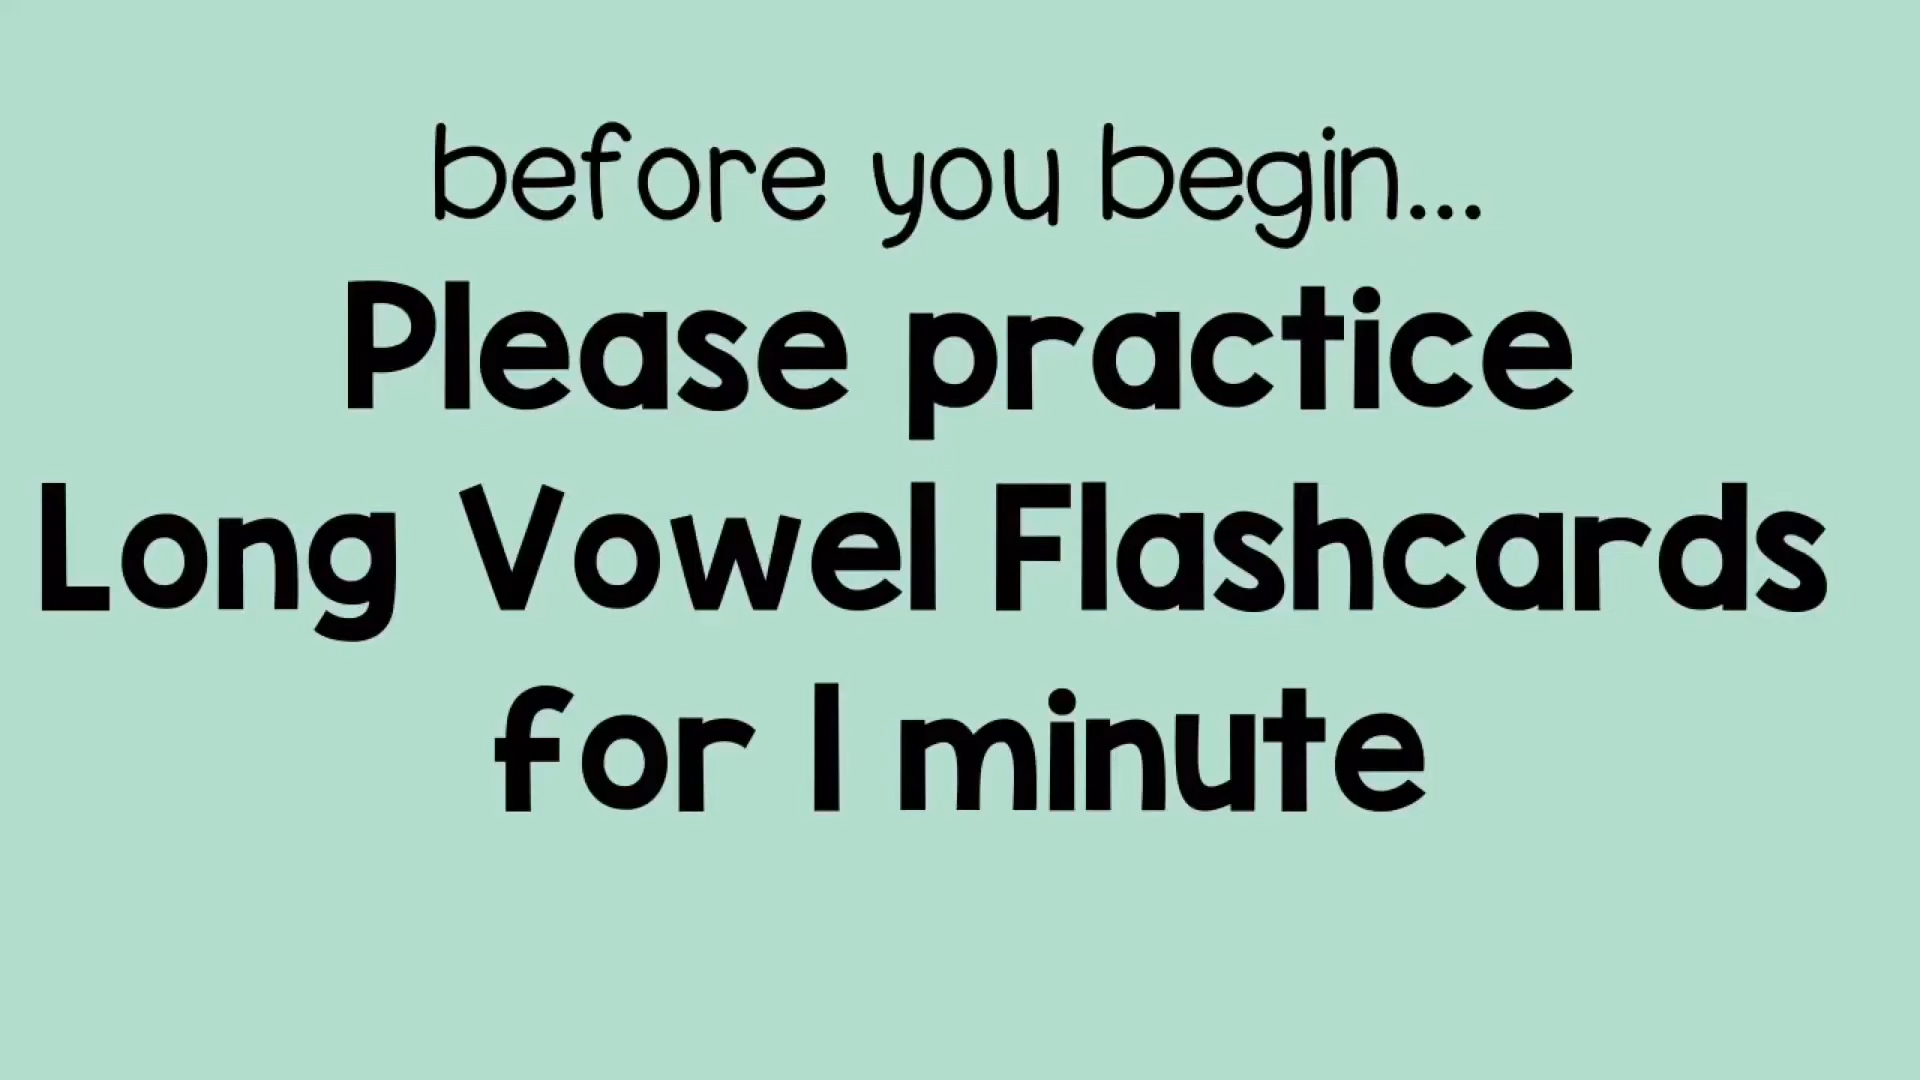 before you begin...
Please practice
Long Vowel Flashcards
for 1 minute